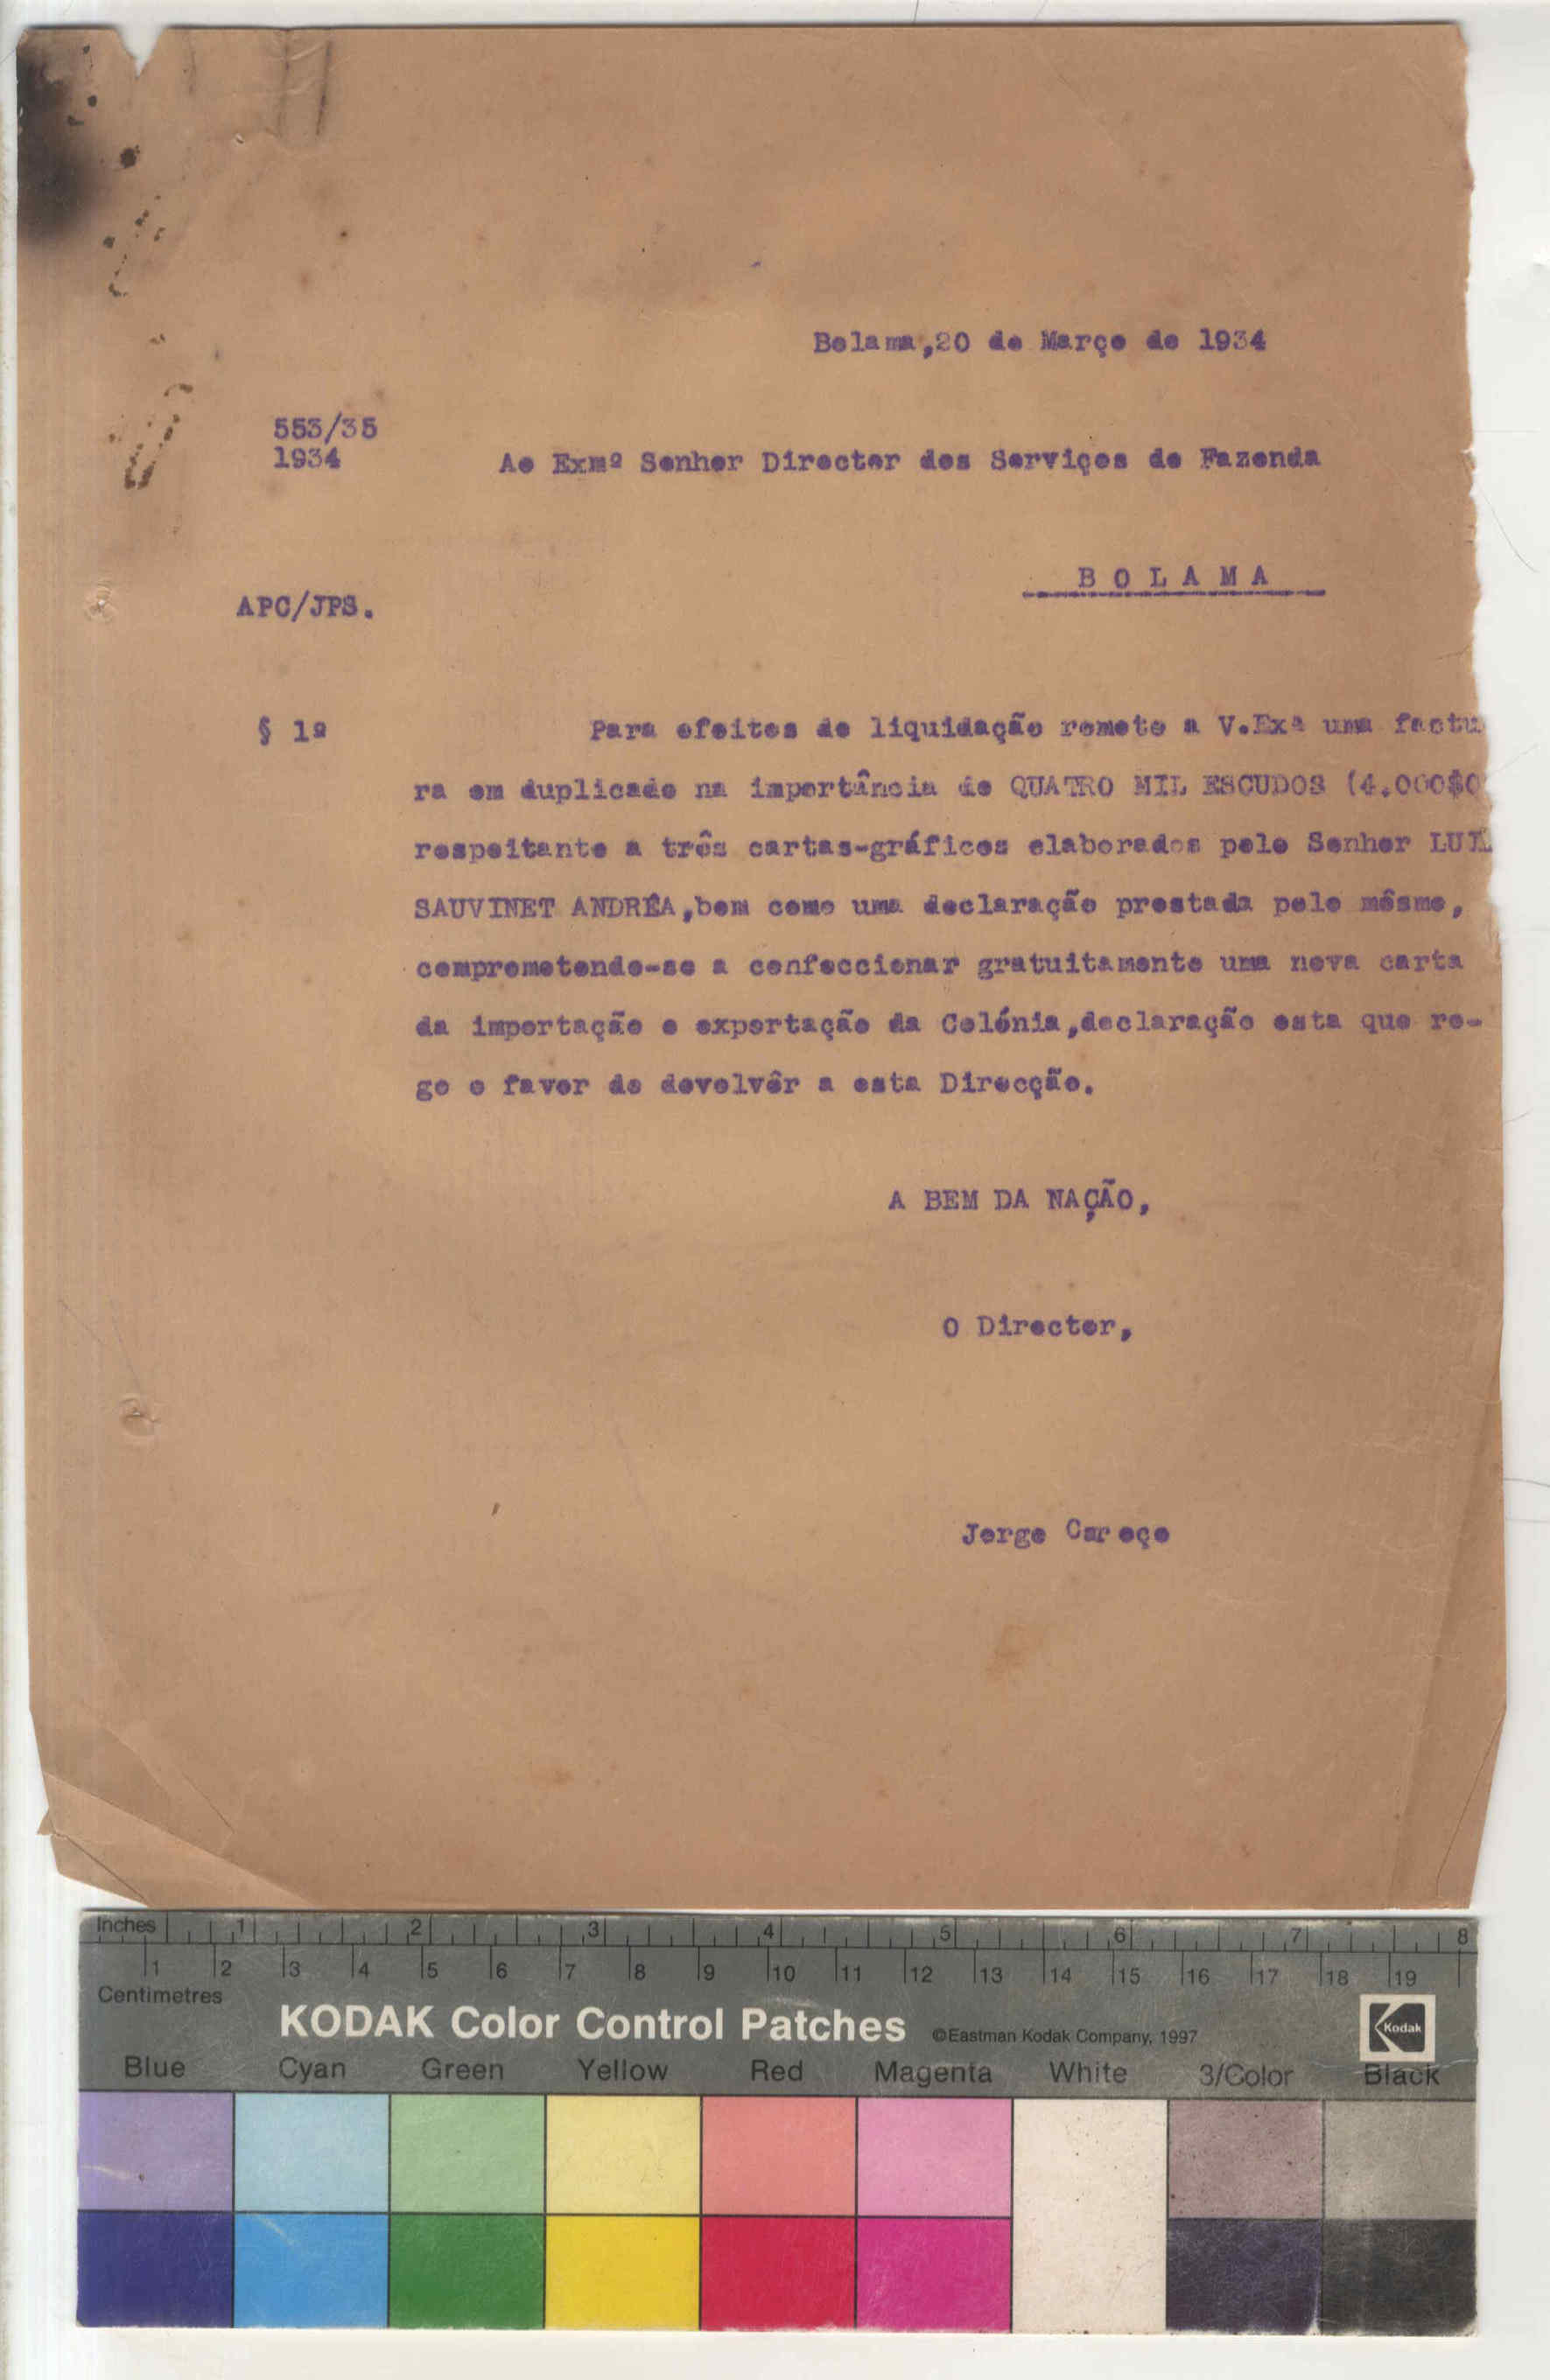 Bolama,20 de Março de 1934
553/35
1934
Ao Exmº Senhor Director dos Serviços de Fazenda
B O L A M A
APC/JPS.
§ 1º
Para efeitos de liquidação remeto a V.Exª uma factu
ra em duplicado na importância de QUATRO MIL ESCUDOS (4.000$0
respeitante a três cartas-gráficos elaborados pelo Senhor LUI
SAUVINET ANDRÊA,bem como uma declaração prestada pelo mêsmo,
comprometendo-se a confeccionar gratuitamente uma nova carta
da importação e exportação da Colónia,declaração esta que ro-
go o favor de devolvêr a esta Direcção.
A BEM DA NAÇÃO,
O Director,
Jorge Careço
Inches 1 2 3 4 5 6 7 8
1 2 3 4 5 6 7 8 9 10 11 12 13 14 15 16 17 18 19
Centimetres
KODAK Color Control Patches ©Eastman Kodak Company, 1997 Kodak
Blue Cyan Green Yellow Red Magenta White 3/Color Black